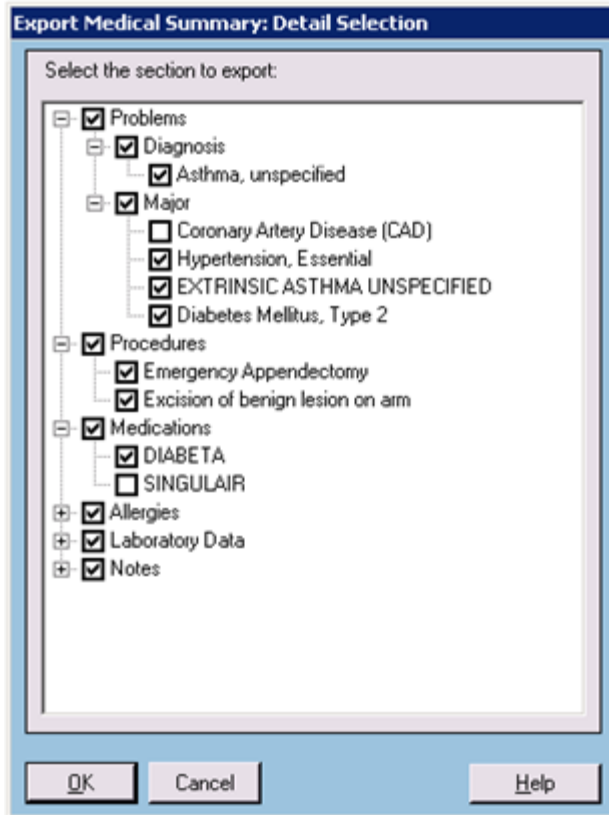 Export Medical Summary: Detail Selection
Select the section to export:
Problems
Diagnosis
Asthma, unspecified
Major
Coronary Artery Disease (CAD)
Hypertension, Essential
EXTRINSIC ASTHMA UNSPECIFIED
Diabetes Mellitus, Type 2
Procedures
Emergency Appendectomy
Excision of benign lesion on arm
Medications
DIABETA
SINGULAIR
Allergies
Laboratory Data
Notes
OK Cancel Help